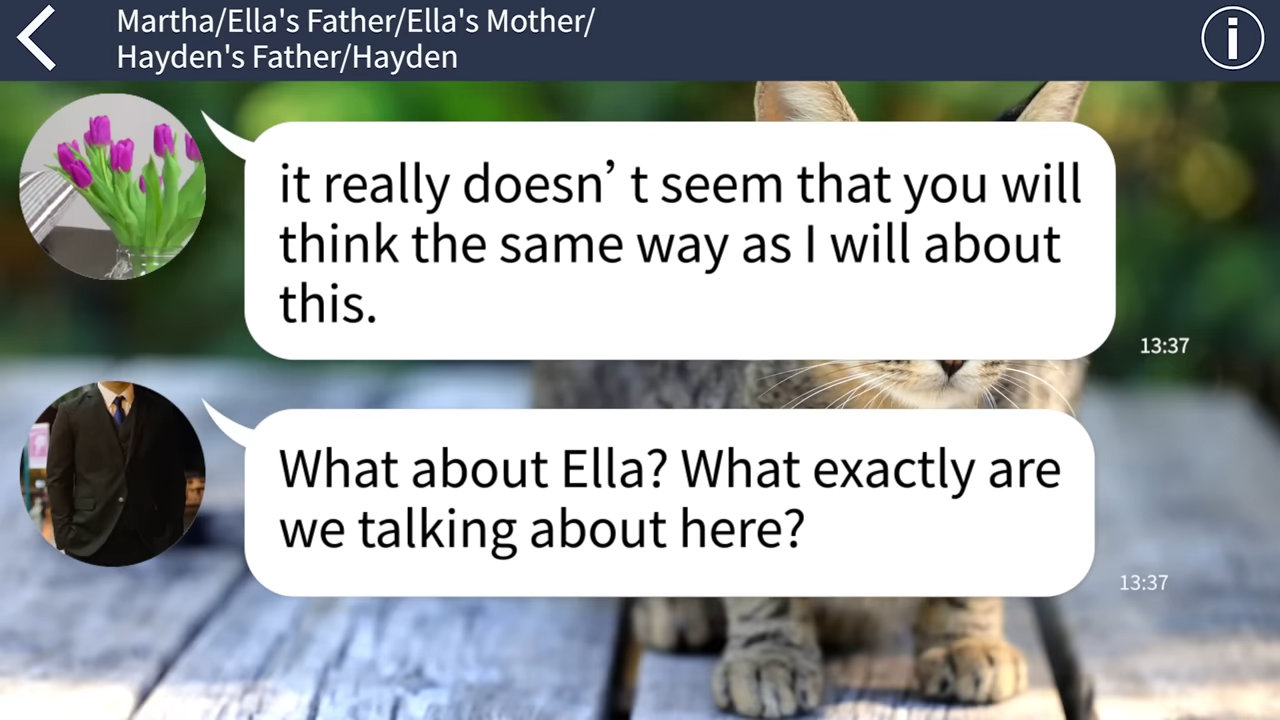 Martha/Ella's Father/Ella's Mother/
Hayden's Father/Hayden
it really doesn’ t seem that you will
think the same way as I will about
this.
13:37
What about Ella? What exactly are
we talking about here?
13:37